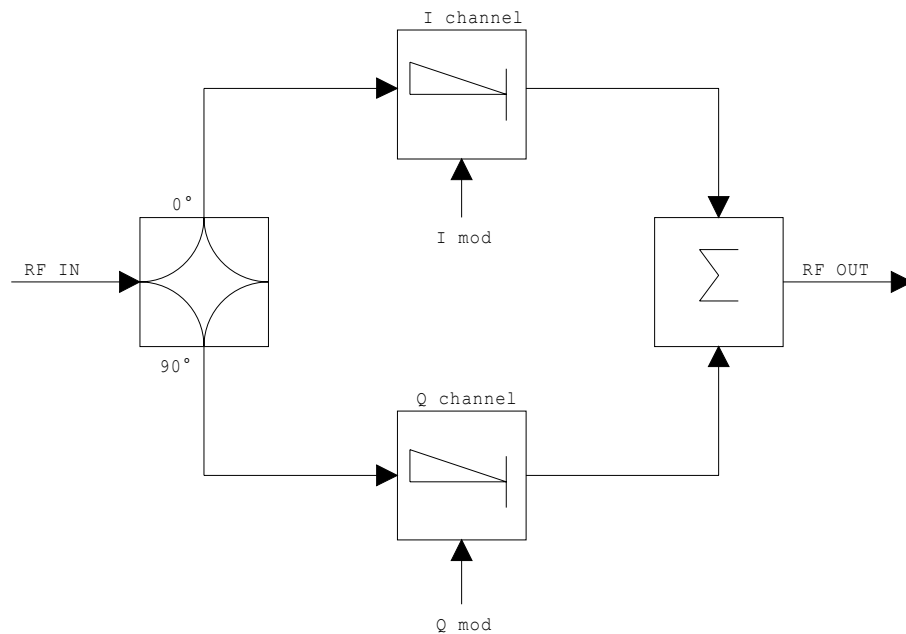 I channel
0°
I mod
RF IN
RF OUT
Σ
90°
Q channel
Q mod